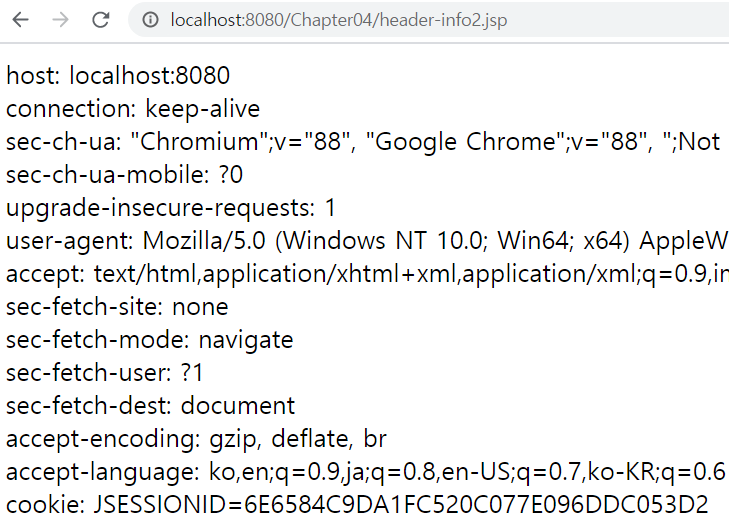 localhost:8080/Chapter04/header-info2.jsp
host: localhost:8080
connection: keep-alive
sec-ch-ua: "Chromium";v="88", "Google Chrome";v="88", ";Not
sec-ch-ua-mobile: ?0
upgrade-insecure-requests: 1
user-agent: Mozilla/5.0 (Windows NT 10.0; Win64; x64) AppleW
accept: text/html,application/xhtml+xml,application/xml;q=0.9,in
sec-fetch-site: none
sec-fetch-mode: navigate
sec-fetch-user: ?1
sec-fetch-dest: document
accept-encoding: gzip, deflate, br
accept-language: ko,en;q=0.9,ja;q=0.8,en-US;q=0.7,ko-KR;q=0.6
cookie: JSESSIONID=6E6584C9DA1FC520C077E096DDC053D2